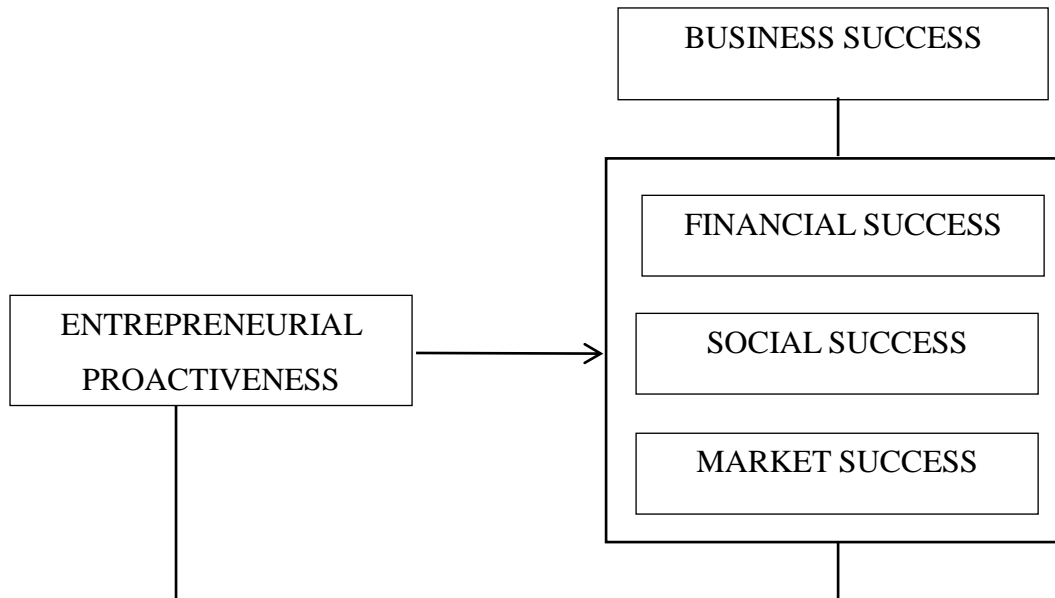 BUSINESS SUCCESS
FINANCIAL SUCCESS
ENTREPRENEURIAL
PROACTIVENESS
SOCIAL SUCCESS
MARKET SUCCESS